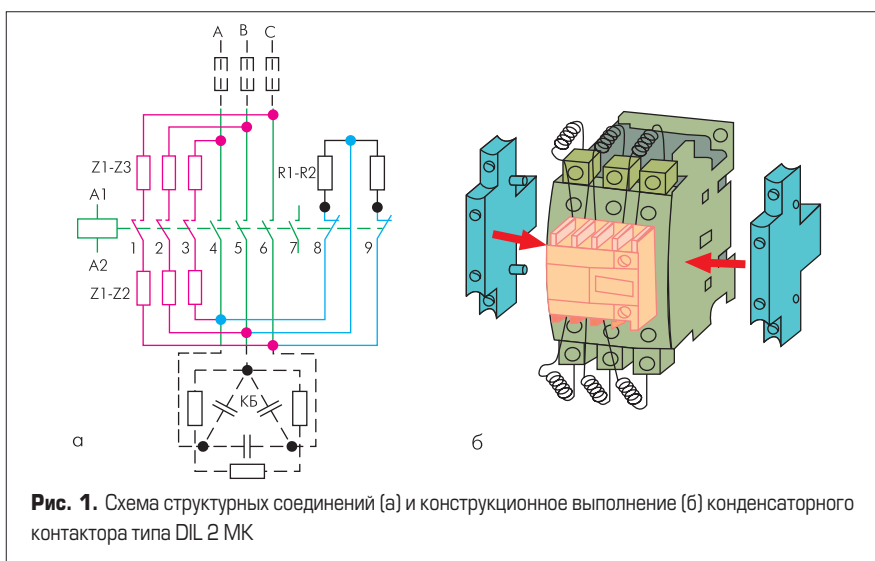 A B C
Z1-Z3
R1-R2
A1
1 2 3 4 5 6 7 8 9
A2
Z1-Z2
КБ
а
б
Рис. 1. Схема структурных соединений (а) и конструкционное выполнение (б) конденсаторного
контактора типа DIL 2 MK